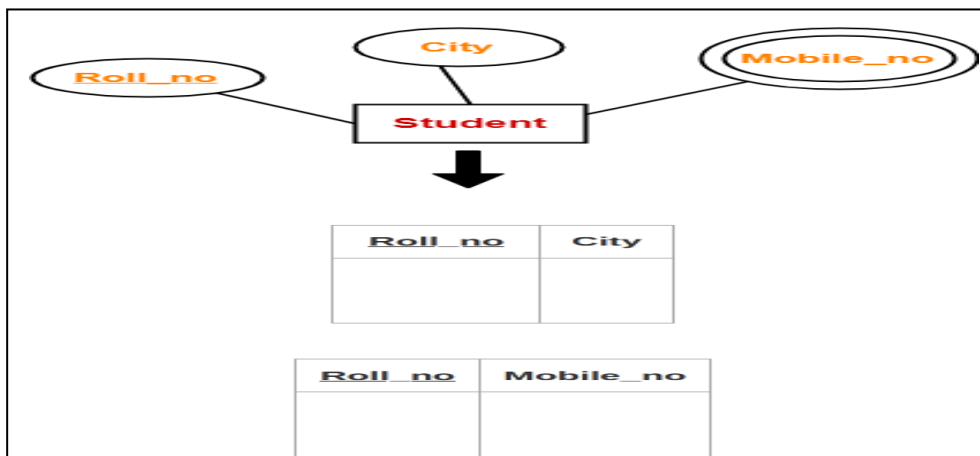 City
Roll_no
Mobile_no
Student
Roll_no City
Roll_no Mobile_no